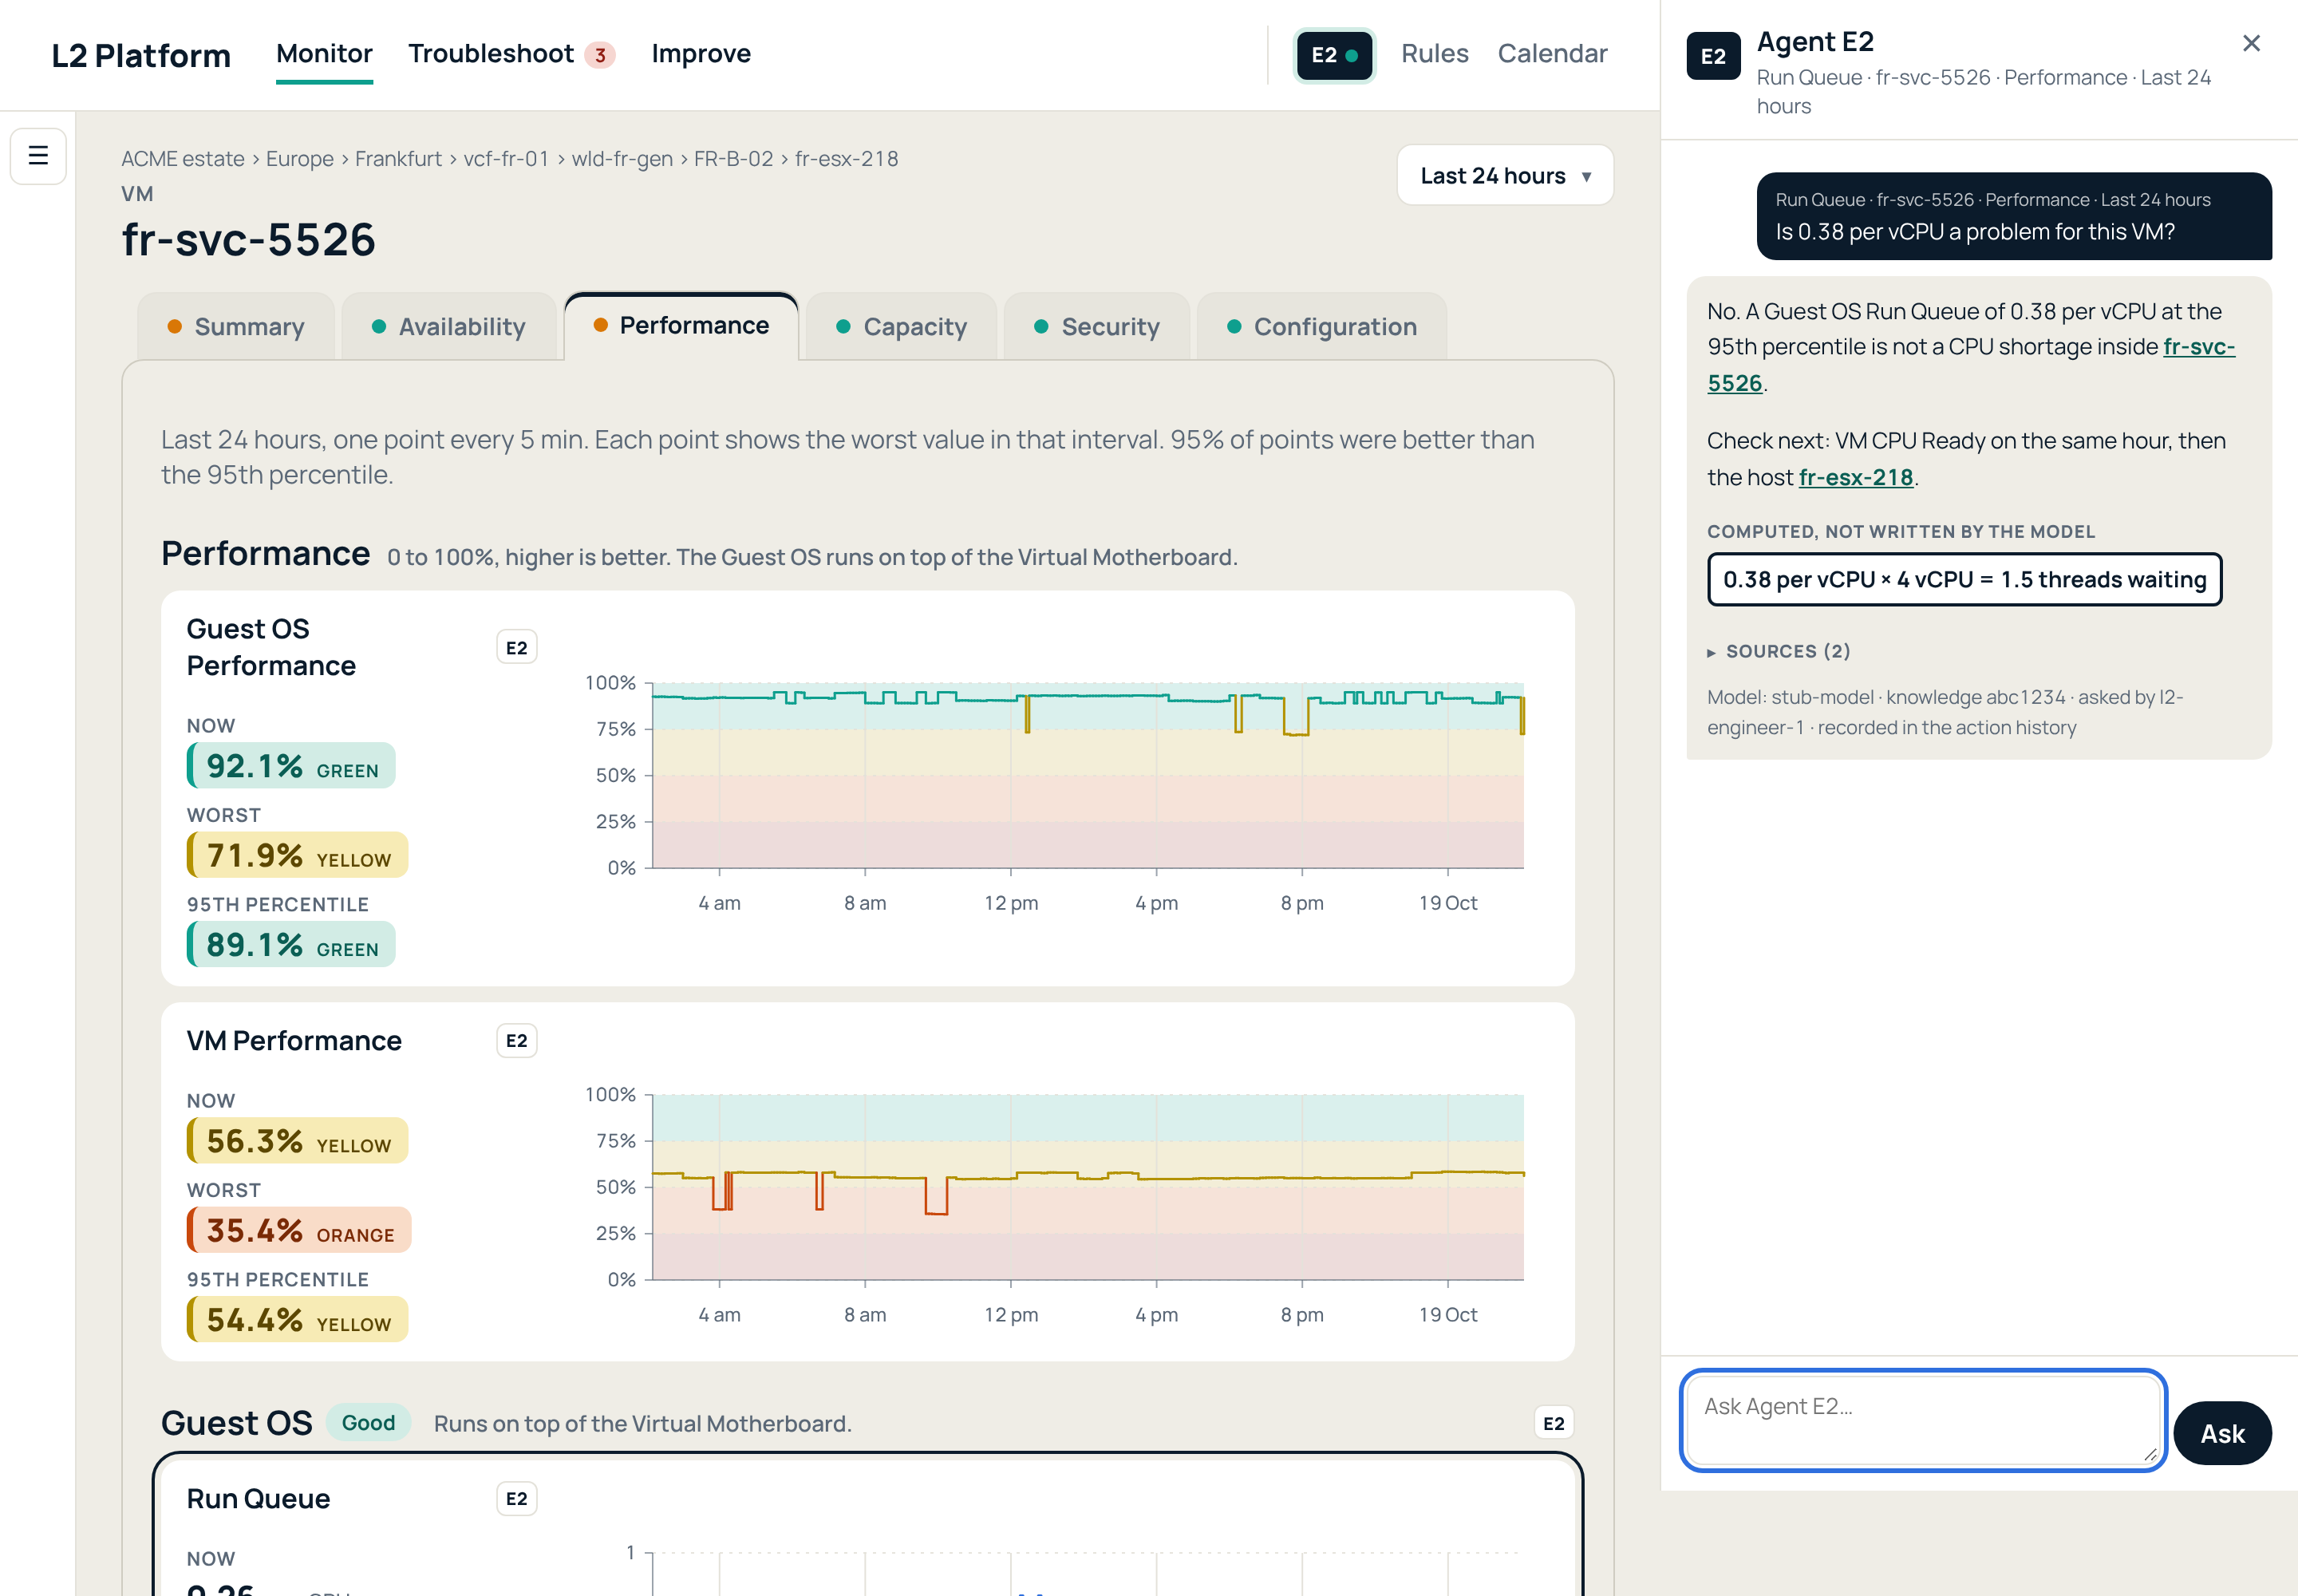 L2 Platform
Monitor
Troubleshoot 3
Improve
E2
Rules
Calendar
☰
ACME estate › Europe › Frankfurt › vcf-fr-01 › wld-fr-gen › FR-B-02 › fr-esx-218
VM
fr-svc-5526
Last 24 hours ▾
Summary
Availability
Performance
Capacity
Security
Configuration
Last 24 hours, one point every 5 min. Each point shows the worst value in that interval. 95% of points were better than
the 95th percentile.
Performance 0 to 100%, higher is better. The Guest OS runs on top of the Virtual Motherboard.
Guest OS
Performance
E2
NOW
92.1% GREEN
WORST
71.9% YELLOW
95TH PERCENTILE
89.1% GREEN
100%
75%
50%
25%
0%
4 am 8 am 12 pm 4 pm 8 pm 19 Oct
VM Performance
E2
NOW
56.3% YELLOW
WORST
35.4% ORANGE
95TH PERCENTILE
54.4% YELLOW
100%
75%
50%
25%
0%
4 am 8 am 12 pm 4 pm 8 pm 19 Oct
Guest OS Good Runs on top of the Virtual Motherboard.
E2
Run Queue
E2
NOW
1
E2
Agent E2
Run Queue · fr-svc-5526 · Performance · Last 24
hours
✕
Run Queue · fr-svc-5526 · Performance · Last 24 hours
Is 0.38 per vCPU a problem for this VM?
No. A Guest OS Run Queue of 0.38 per vCPU at the
95th percentile is not a CPU shortage inside fr-svc-
5526.
Check next: VM CPU Ready on the same hour, then
the host fr-esx-218.
COMPUTED, NOT WRITTEN BY THE MODEL
0.38 per vCPU × 4 vCPU = 1.5 threads waiting
▸ SOURCES (2)
Model: stub-model · knowledge abc1234 · asked by l2-
engineer-1 · recorded in the action history
Ask Agent E2…
Ask